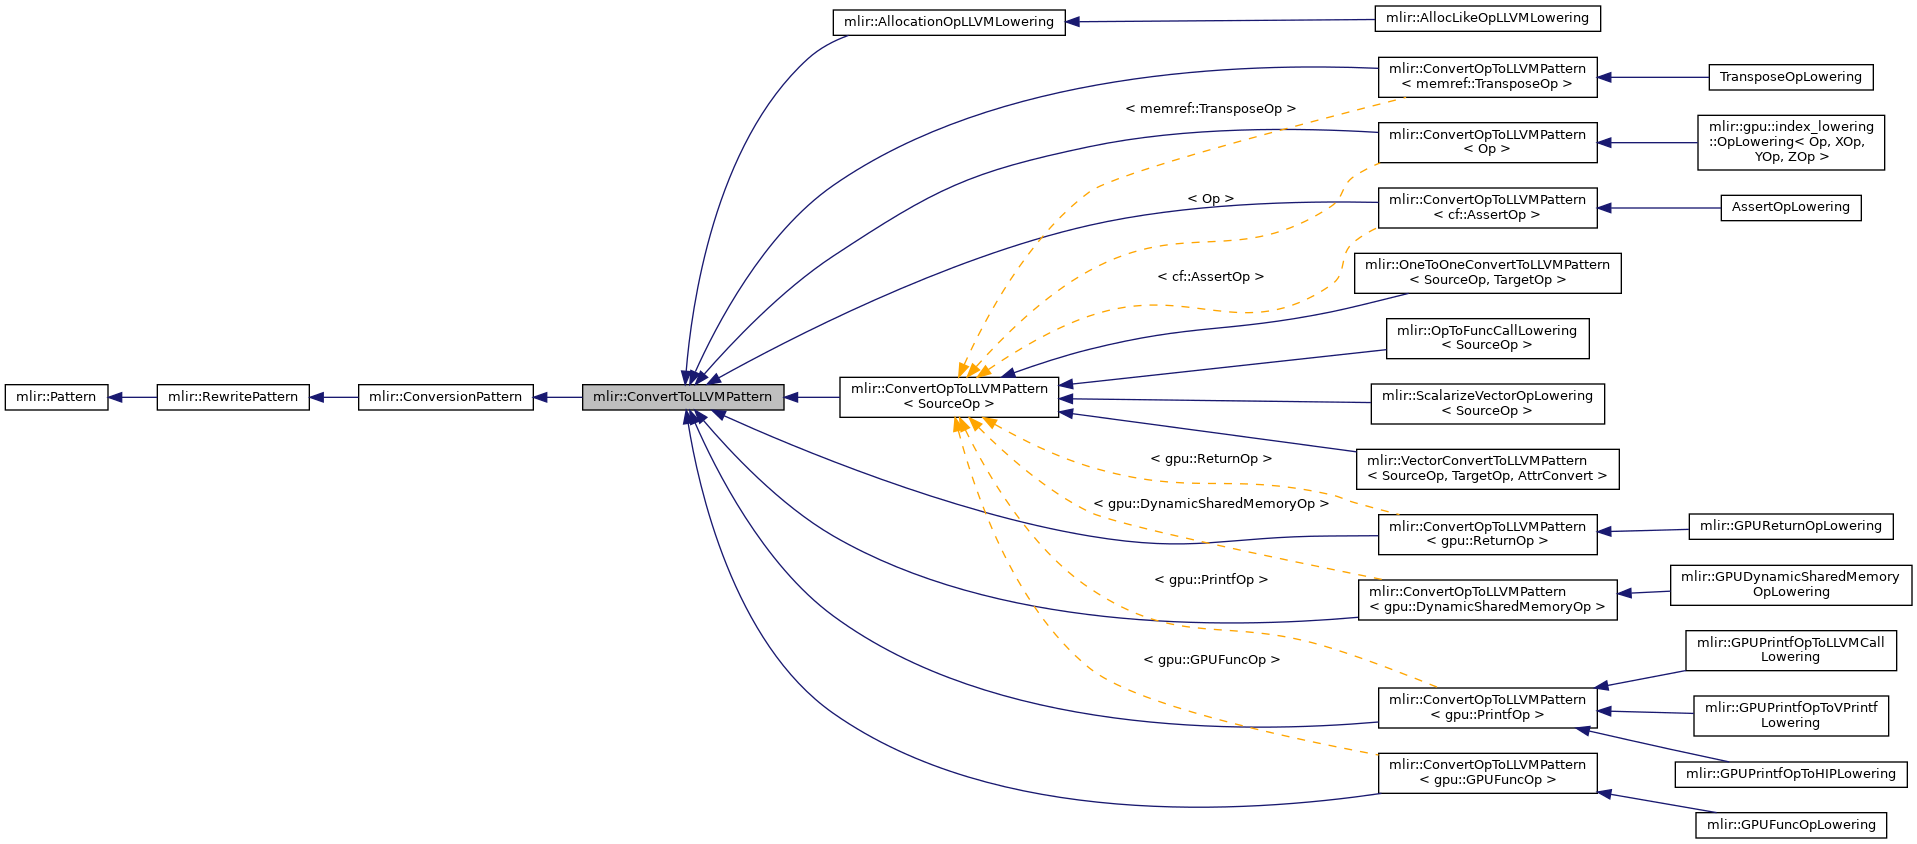 mlir::Pattern
mlir::RewritePattern
mlir::ConversionPattern
mlir::ConvertToLLVMPattern
mlir::AllocationOpLLVMLowering
mlir::AllocLikeOpLLVMLowering
mlir::ConvertOpToLLVMPattern
< memref::TransposeOp >
TransposeOpLowering
< memref::TransposeOp >
mlir::ConvertOpToLLVMPattern
< Op >
mlir::gpu::index_lowering
::OpLowering< Op, XOp,
YOp, ZOp >
< Op >
mlir::ConvertOpToLLVMPattern
< cf::AssertOp >
AssertOpLowering
< cf::AssertOp >
mlir::OneToOneConvertToLLVMPattern
< SourceOp, TargetOp >
mlir::OpToFuncCallLowering
< SourceOp >
mlir::ConvertOpToLLVMPattern
< SourceOp >
mlir::ScalarizeVectorOpLowering
< SourceOp >
mlir::VectorConvertToLLVMPattern
< SourceOp, TargetOp, AttrConvert >
< gpu::ReturnOp >
< gpu::DynamicSharedMemoryOp >
mlir::ConvertOpToLLVMPattern
< gpu::ReturnOp >
mlir::GPUReturnOpLowering
< gpu::PrintfOp >
mlir::ConvertOpToLLVMPattern
< gpu::DynamicSharedMemoryOp >
mlir::GPUDynamicSharedMemory
OpLowering
< gpu::GPUFuncOp >
mlir::GPUPrintfOpToLLVMCall
Lowering
mlir::ConvertOpToLLVMPattern
< gpu::PrintfOp >
mlir::GPUPrintfOpToVPrintf
Lowering
mlir::GPUPrintfOpToHIPLowering
mlir::ConvertOpToLLVMPattern
< gpu::GPUFuncOp >
mlir::GPUFuncOpLowering